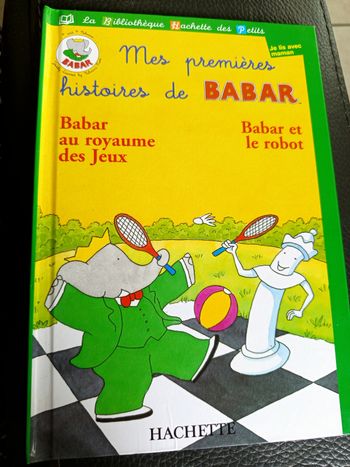 La Bibliothèque Hachette des Petits
Je lis avec
maman
BABAR
Mes premières
histoires de BABAR
Babar
au royaume
des Jeux
Babar et
le robot
HACHETTE